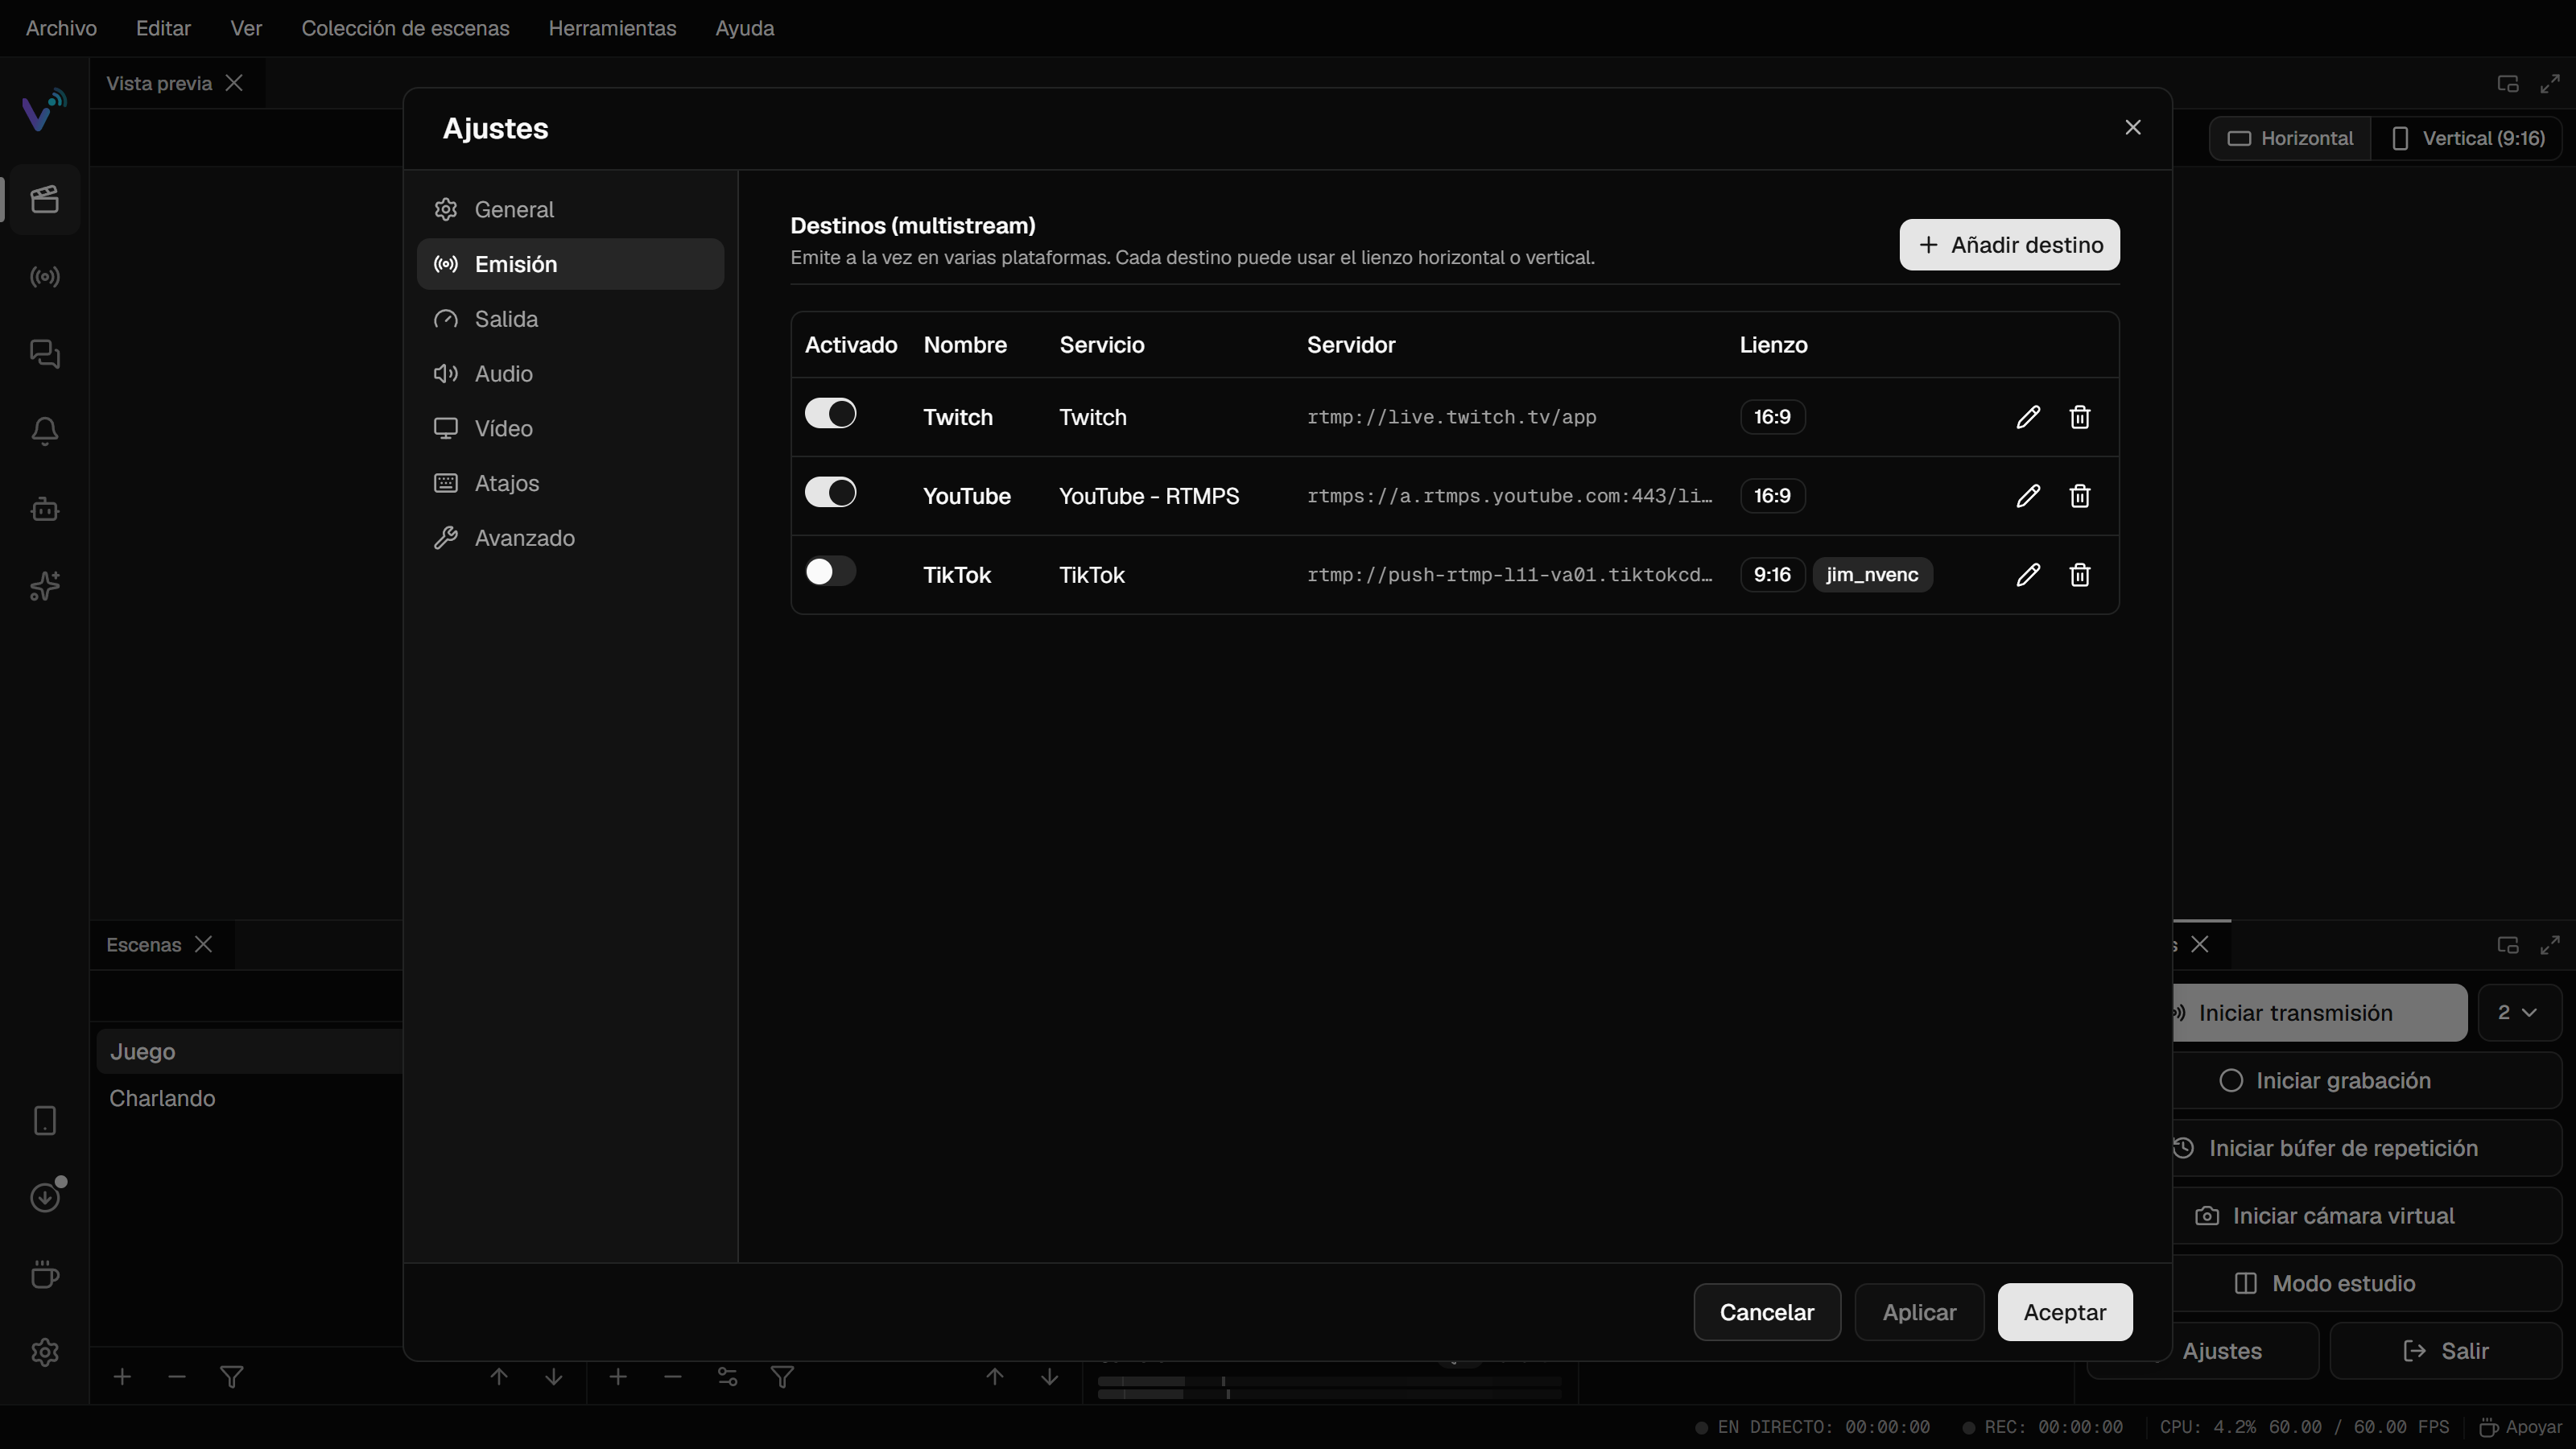 Archivo Editar Ver Colección de escenas Herramientas Ayuda
Vista previa
Horizontal Vertical (9:16)
Ajustes
General
Emisión
Salida
Audio
Vídeo
Atajos
Avanzado
Destinos (multistream)
Emite a la vez en varias plataformas. Cada destino puede usar el lienzo horizontal o vertical.
Añadir destino
Activado Nombre Servicio Servidor Lienzo
Twitch Twitch rtmp://live.twitch.tv/app 16:9
YouTube YouTube - RTMPS rtmps://a.rtmps.youtube.com:443/li… 16:9
TikTok TikTok rtmp://push-rtmp-l11-va01.tiktokcd… 9:16 jim_nvenc
Cancelar Aplicar Aceptar
Escenas
Juego
Charlando
s
Iniciar transmisión 2
Iniciar grabación
Iniciar búfer de repetición
Iniciar cámara virtual
Modo estudio
Ajustes Salir
EN DIRECTO: 00:00:00 REC: 00:00:00 CPU: 4.2% 60.00 / 60.00 FPS Apoyar